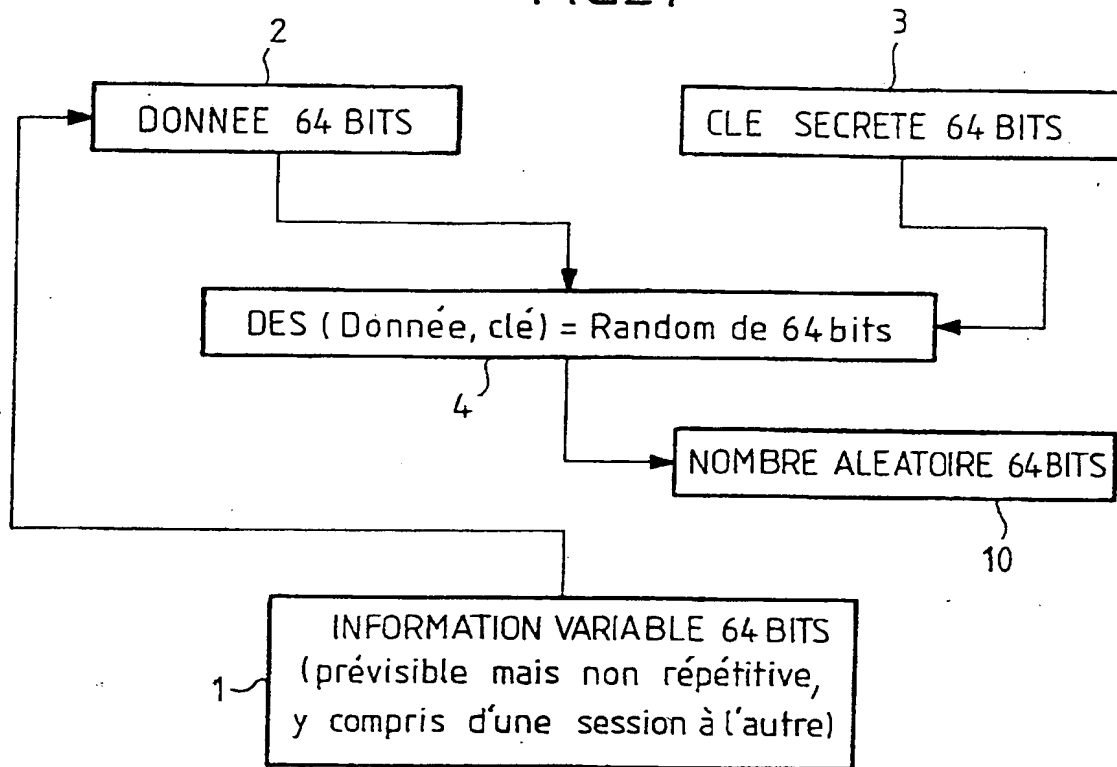 2
3
DONNEE 64 BITS
CLE SECRETE 64 BITS
DES (Donnée, clé) = Random de 64 bits
4
NOMBRE ALEATOIRE 64 BITS
10
INFORMATION VARIABLE 64 BITS
(prévisible mais non répétitive,
1
y compris d'une session à l'autre)